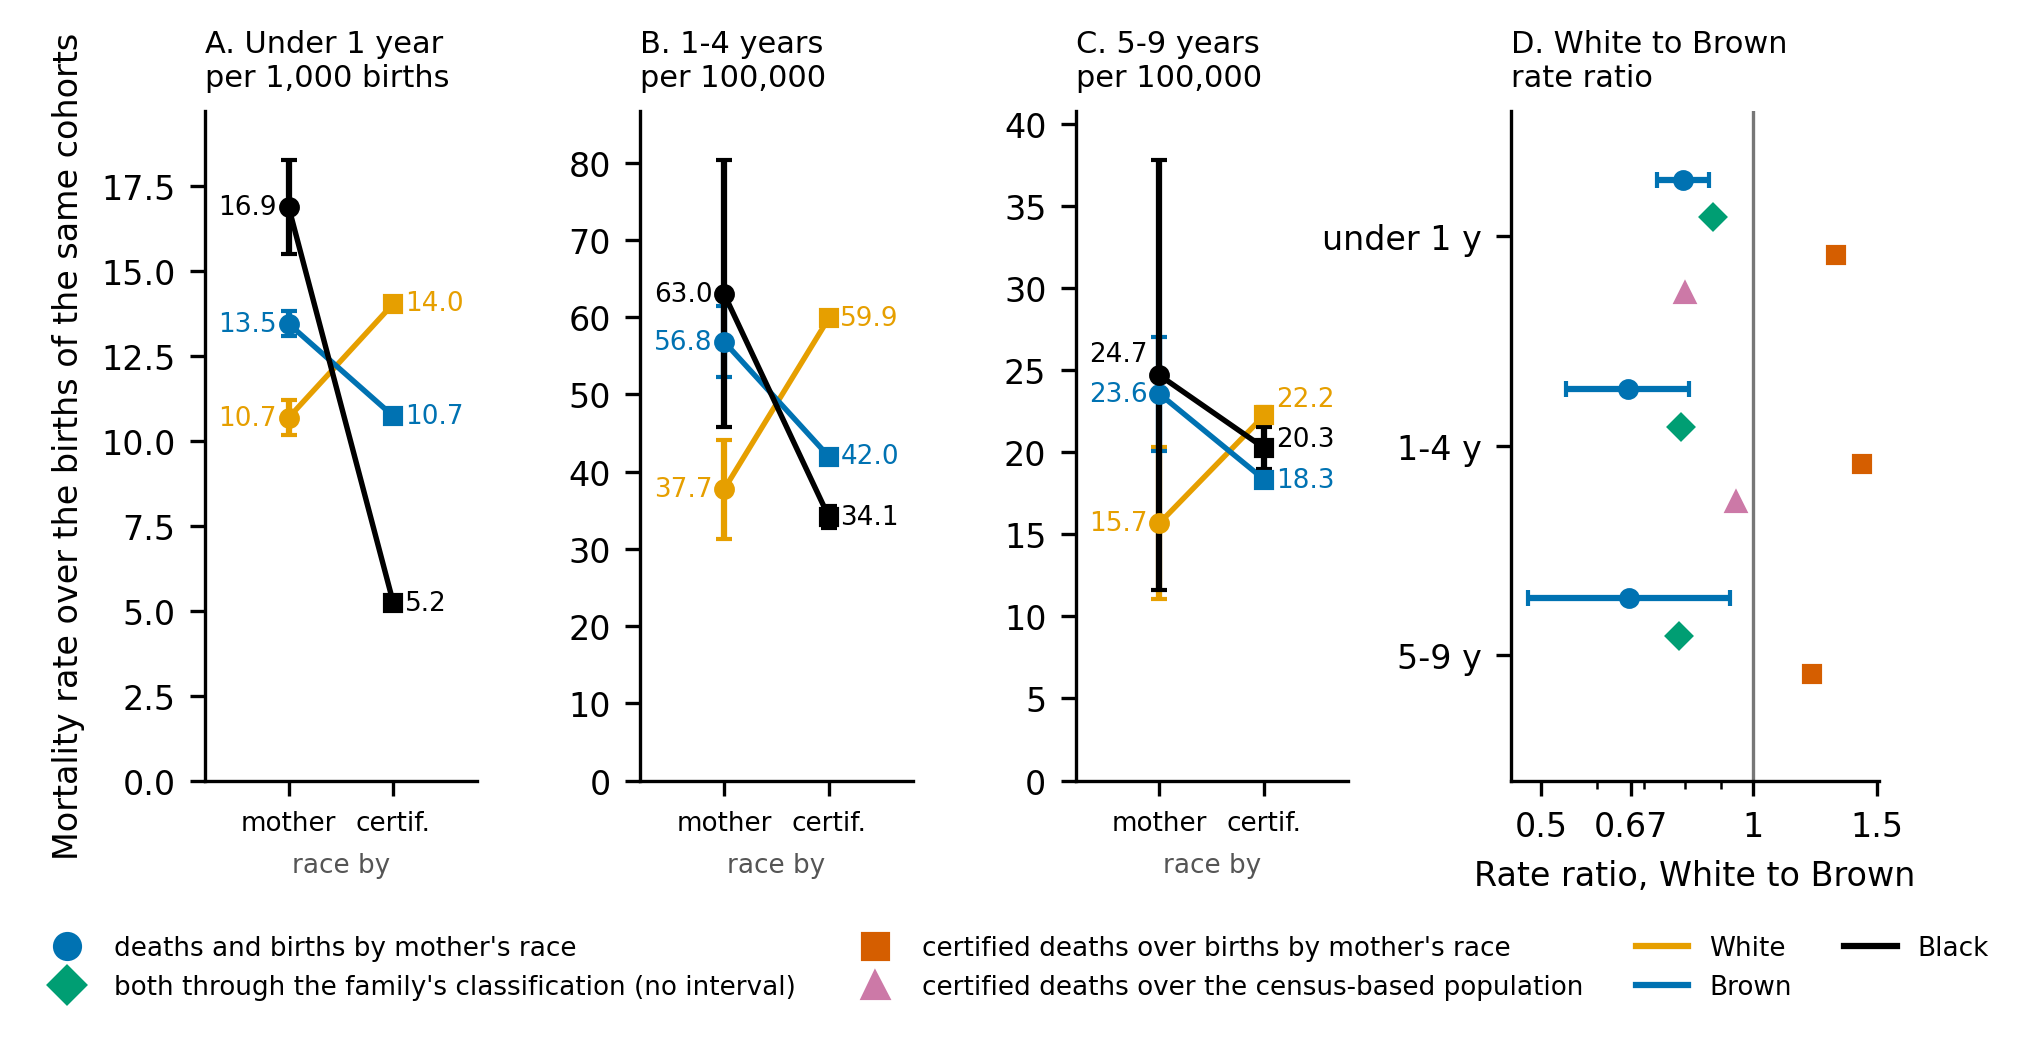 Mortality rate over the births of the same cohorts
A. Under 1 year
per 1,000 births
17.5
15.0
12.5
10.0
7.5
5.0
2.5
0.0
16.9
13.5
10.7
14.0
10.7
5.2
mother certif.
race by
B. 1-4 years
per 100,000
80
70
60
50
40
30
20
10
0
63.0
56.8
37.7
59.9
42.0
34.1
mother certif.
race by
C. 5-9 years
per 100,000
40
35
30
25
20
15
10
5
0
24.7
23.6
15.7
22.2
20.3
18.3
mother certif.
race by
D. White to Brown
rate ratio
under 1 y
1-4 y
5-9 y
0.5 0.67 1 1.5
Rate ratio, White to Brown
deaths and births by mother's race
both through the family's classification (no interval)
certified deaths over births by mother's race
certified deaths over the census-based population
White
Brown
Black